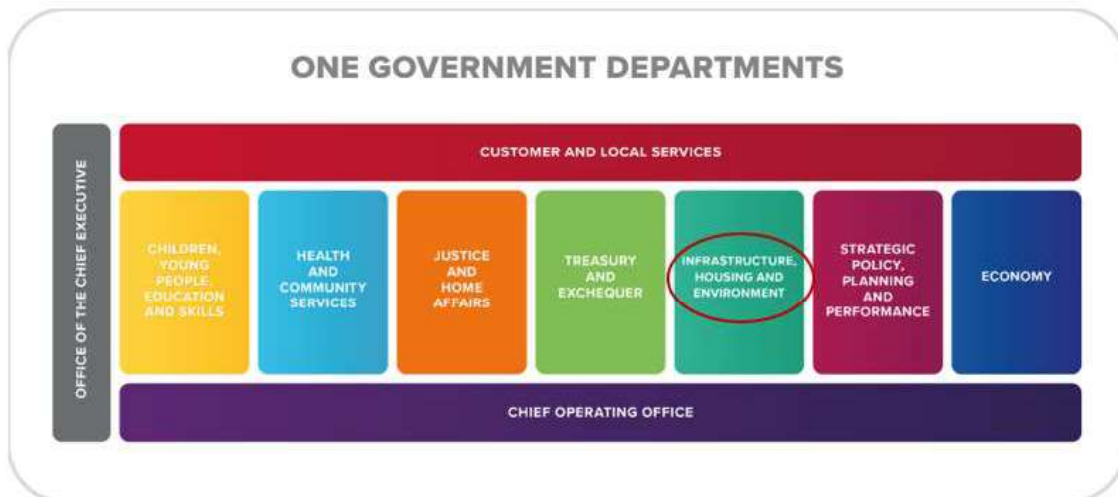 ONE GOVERNMENT DEPARTMENTS
OFFICE OF THE CHIEF EXECUTIVE
CUSTOMER AND LOCAL SERVICES
CHILDREN,
YOUNG
PEOPLE,
EDUCATION
AND SKILLS
HEALTH
AND
COMMUNITY
SERVICES
JUSTICE
AND
HOME
AFFAIRS
TREASURY
AND
EXCHEQUER
INFRASTRUCTURE,
HOUSING AND
ENVIRONMENT
STRATEGIC
POLICY,
PLANNING
AND
PERFORMANCE
ECONOMY
CHIEF OPERATING OFFICE